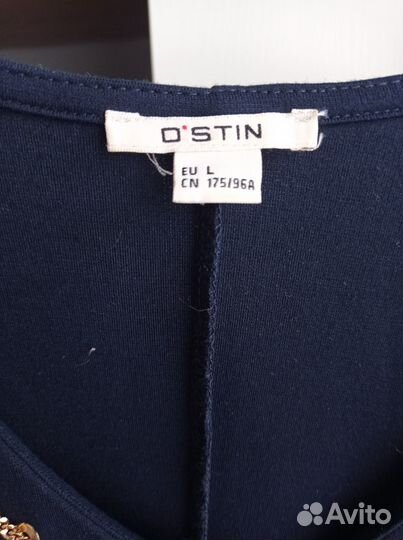 O'STIN
EU L
CN 175/96A
Avito